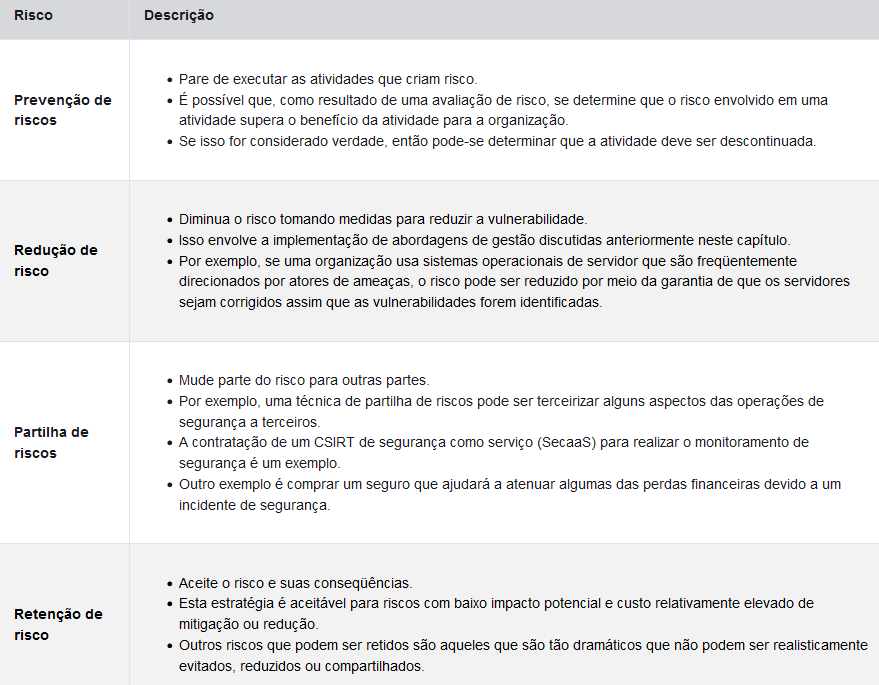 Risco
Descrição
Prevenção de
riscos
• Pare de executar as atividades que criam risco.
• É possível que, como resultado de uma avaliação de risco, se determine que o risco envolvido em uma
atividade supera o benefício da atividade para a organização.
• Se isso for considerado verdade, então pode-se determinar que a atividade deve ser descontinuada.
Redução de
risco
• Diminua o risco tomando medidas para reduzir a vulnerabilidade.
• Isso envolve a implementação de abordagens de gestão discutidas anteriormente neste capítulo.
• Por exemplo, se uma organização usa sistemas operacionais de servidor que são freqüentemente
direcionados por atores de ameaças, o risco pode ser reduzido por meio da garantia de que os servidores
sejam corrigidos assim que as vulnerabilidades forem identificadas.
Partilha de
riscos
• Mude parte do risco para outras partes.
• Por exemplo, uma técnica de partilha de riscos pode ser terceirizar alguns aspectos das operações de
segurança a terceiros.
• A contratação de um CSIRT de segurança como serviço (SecaaS) para realizar o monitoramento de
segurança é um exemplo.
• Outro exemplo é comprar um seguro que ajudará a atenuar algumas das perdas financeiras devido a um
incidente de segurança.
Retenção de
risco
• Aceite o risco e suas conseqüências.
• Esta estratégia é aceitável para riscos com baixo impacto potencial e custo relativamente elevado de
mitigação ou redução.
• Outros riscos que podem ser retidos são aqueles que são tão dramáticos que não podem ser realisticamente
evitados, reduzidos ou compartilhados.